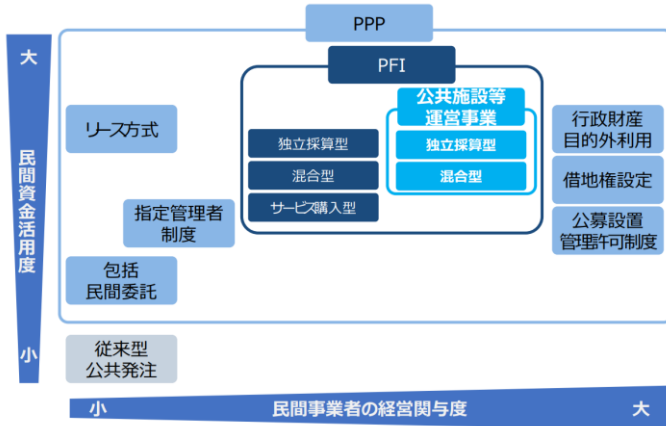 PPP
大
PFI
公共施設等
運営事業
リース方式
独立採算型
独立採算型
行政財産
目的外利用
混合型
混合型
借地権設定
民間資金活用度
指定管理者
制度
サービス購入型
公募設置
管理許可制度
包括
民間委託
小
従来型
公共発注
小
民間事業者の経営関与度
大